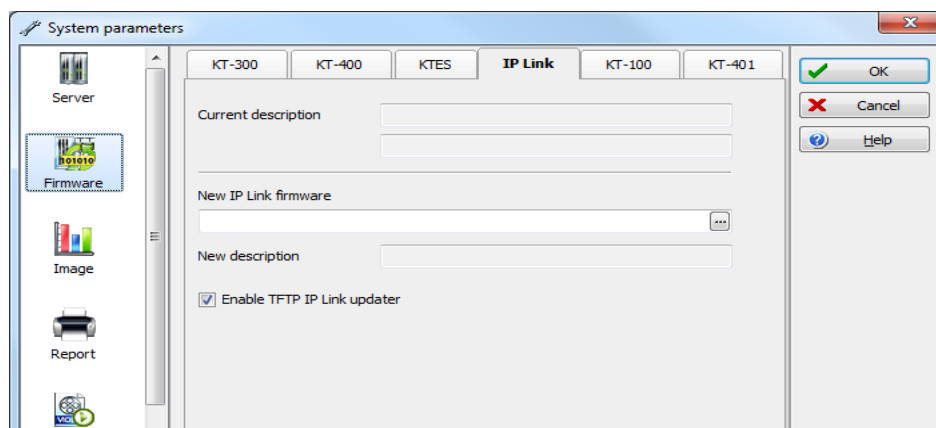 System parameters
Server
Firmware
Image
Report
KT-300
KT-400
KTES
IP Link
KT-100
KT-401
Current description
New IP Link firmware
...
New description
Enable TFTP IP Link updater
OK
Cancel
Help